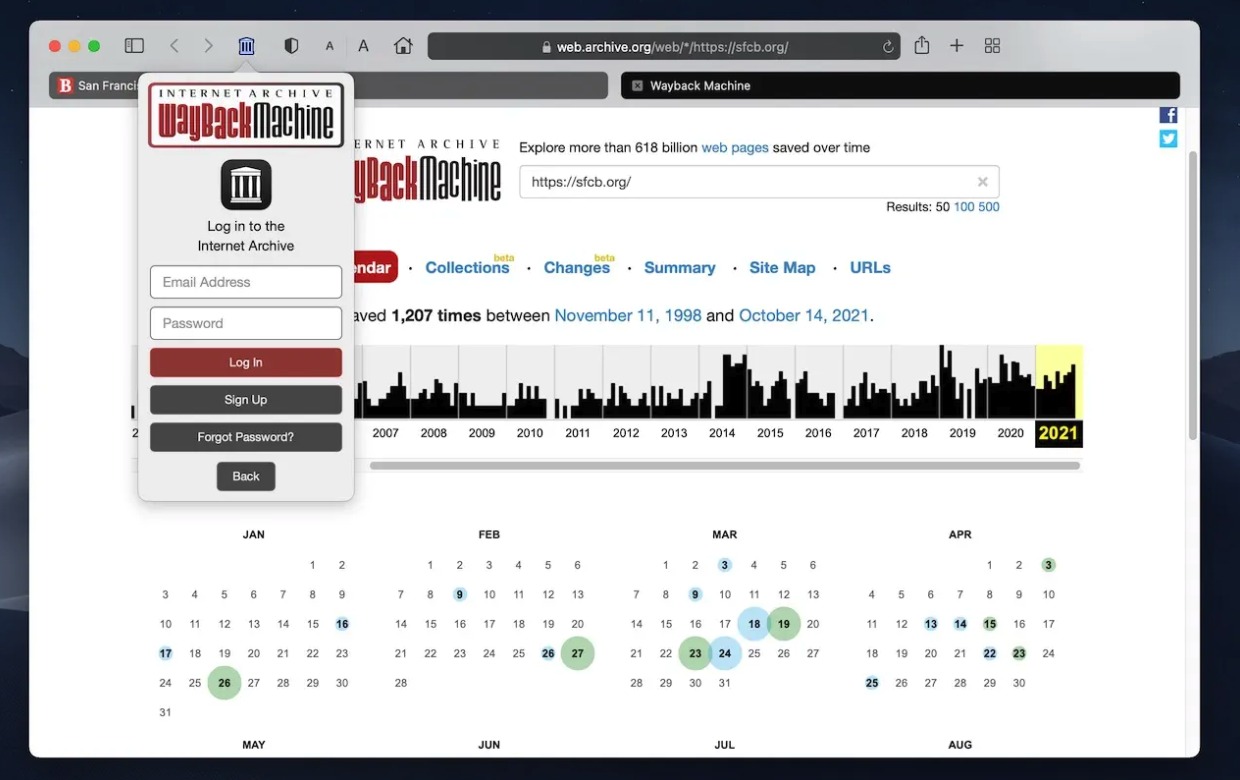 A
A
web.archive.org/web/*/https://sfcb.org/
B San Franci
Wayback Machine
INTERNET ARCHIVE
WayBackMachine
Log in to the
Internet Archive
Email Address
Password
Log In
Sign Up
Forgot Password?
Back
ERNET ARCHIVE
yBackMachine
Explore more than 618 billion web pages saved over time
https://sfcb.org/
Results: 50 100 500
endar · Collections beta · Changes beta · Summary · Site Map · URLs
aved 1,207 times between November 11, 1998 and October 14, 2021.
2 2007 2008 2009 2010 2011 2012 2013 2014 2015 2016 2017 2018 2019 2020 2021
JAN
1 2
3 4 5 6 7 8 9
10 11 12 13 14 15 16
17 18 19 20 21 22 23
24 25 26 27 28 29 30
31
FEB
1 2 3 4 5 6
7 8 9 10 11 12 13
14 15 16 17 18 19 20
21 22 23 24 25 26 27
28
MAR
1 2 3 4 5 6
7 8 9 10 11 12 13
14 15 16 17 18 19 20
21 22 23 24 25 26 27
28 29 30 31
APR
1 2 3
4 5 6 7 8 9 10
11 12 13 14 15 16 17
18 19 20 21 22 23 24
25 26 27 28 29 30
MAY
JUN
JUL
AUG